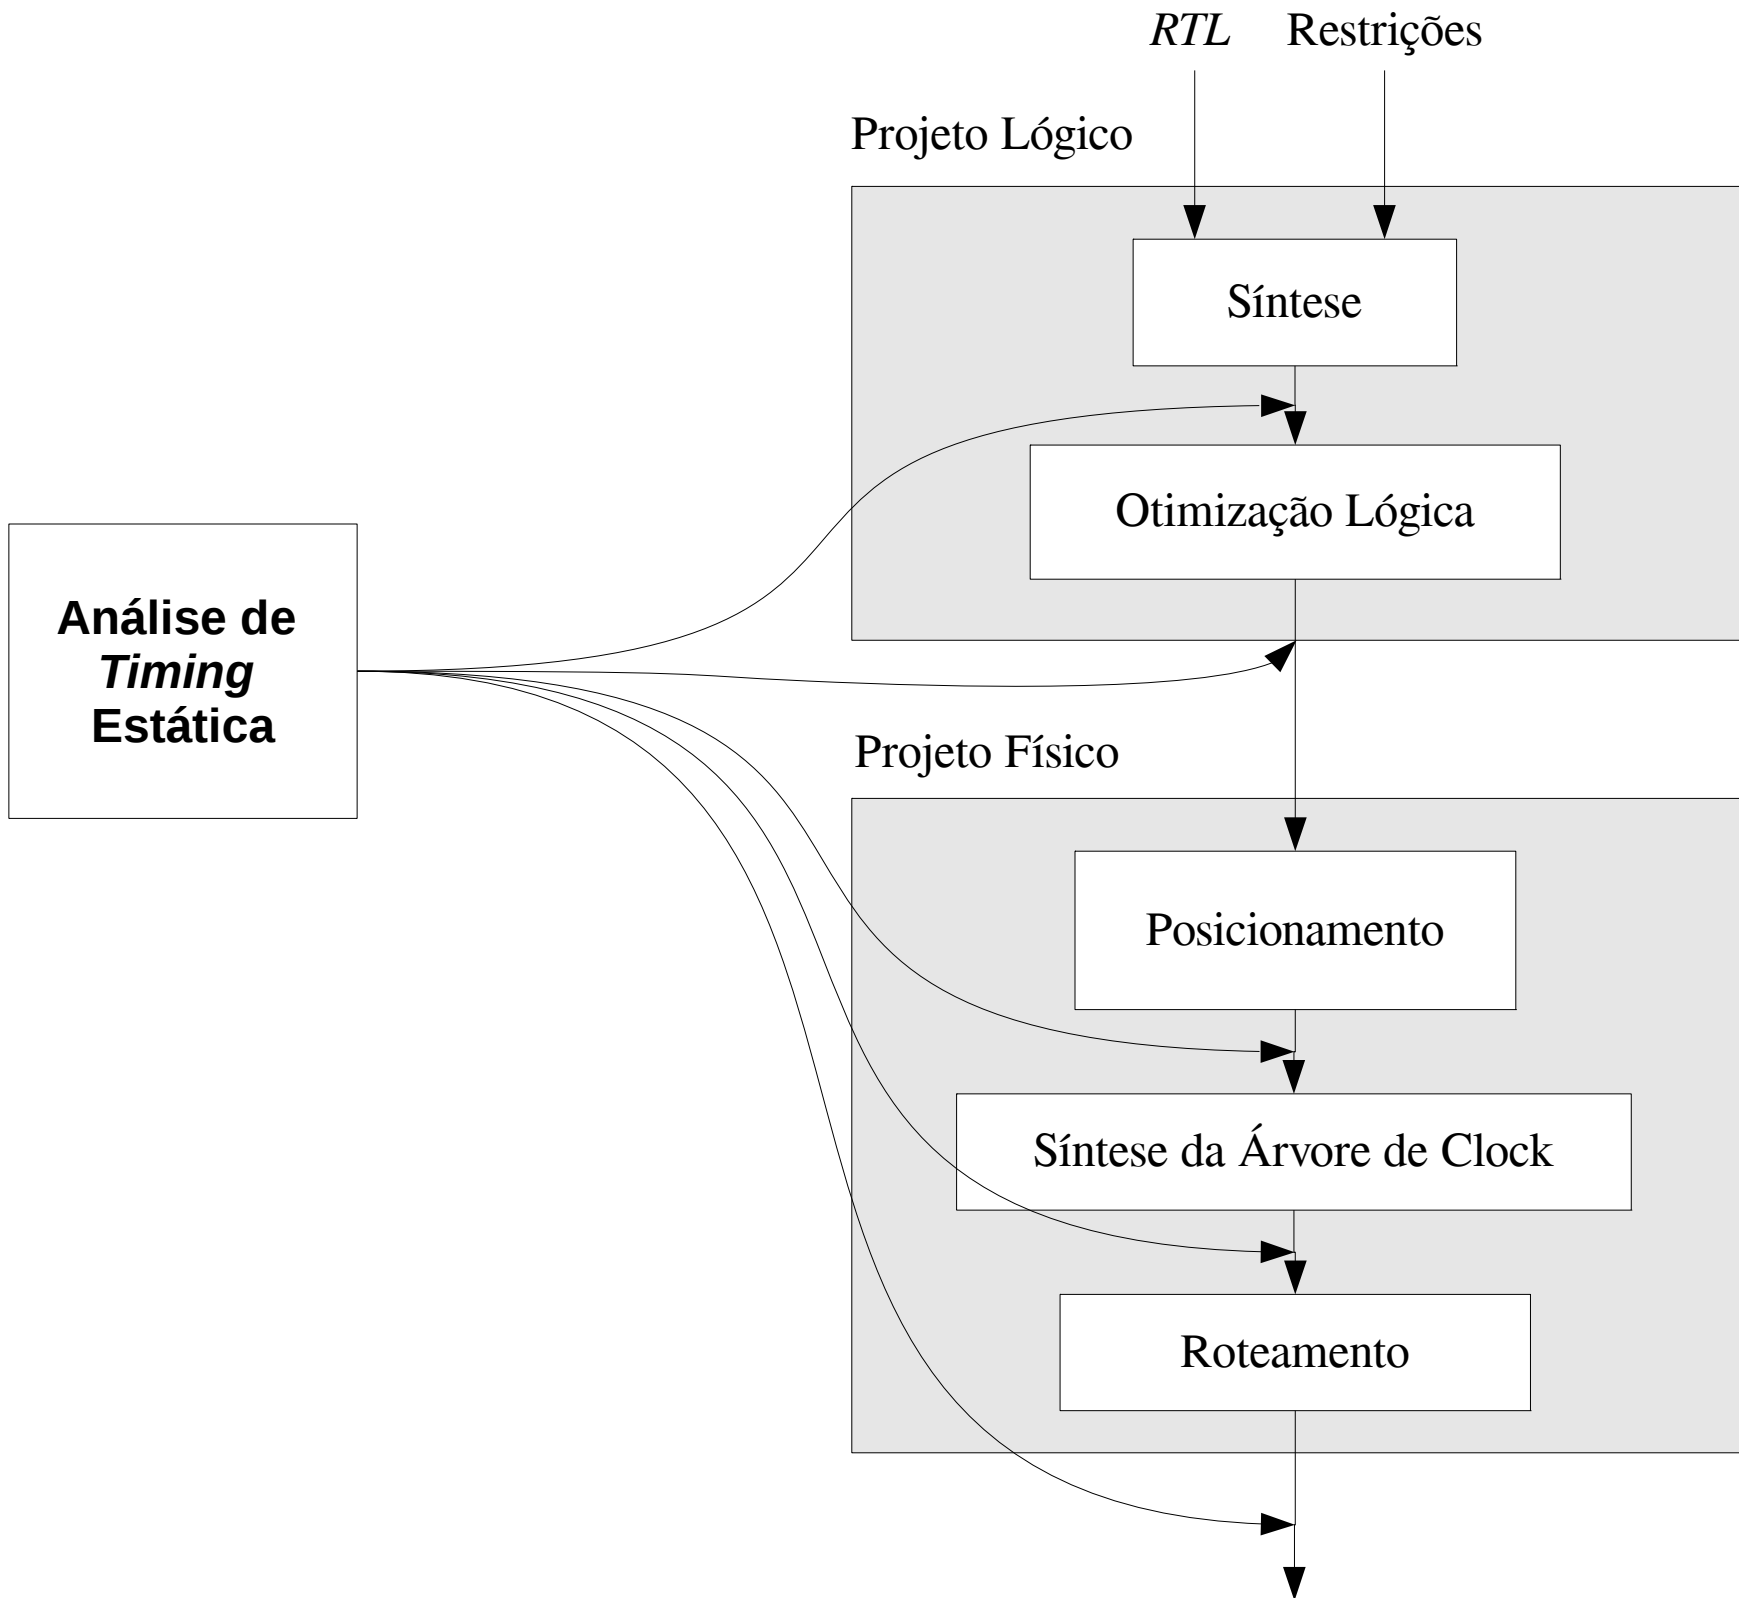 RTL Restrições
Projeto Lógico
Síntese
Otimização Lógica
Análise de
Timing
Estática
Projeto Físico
Posicionamento
Síntese da Árvore de Clock
Roteamento